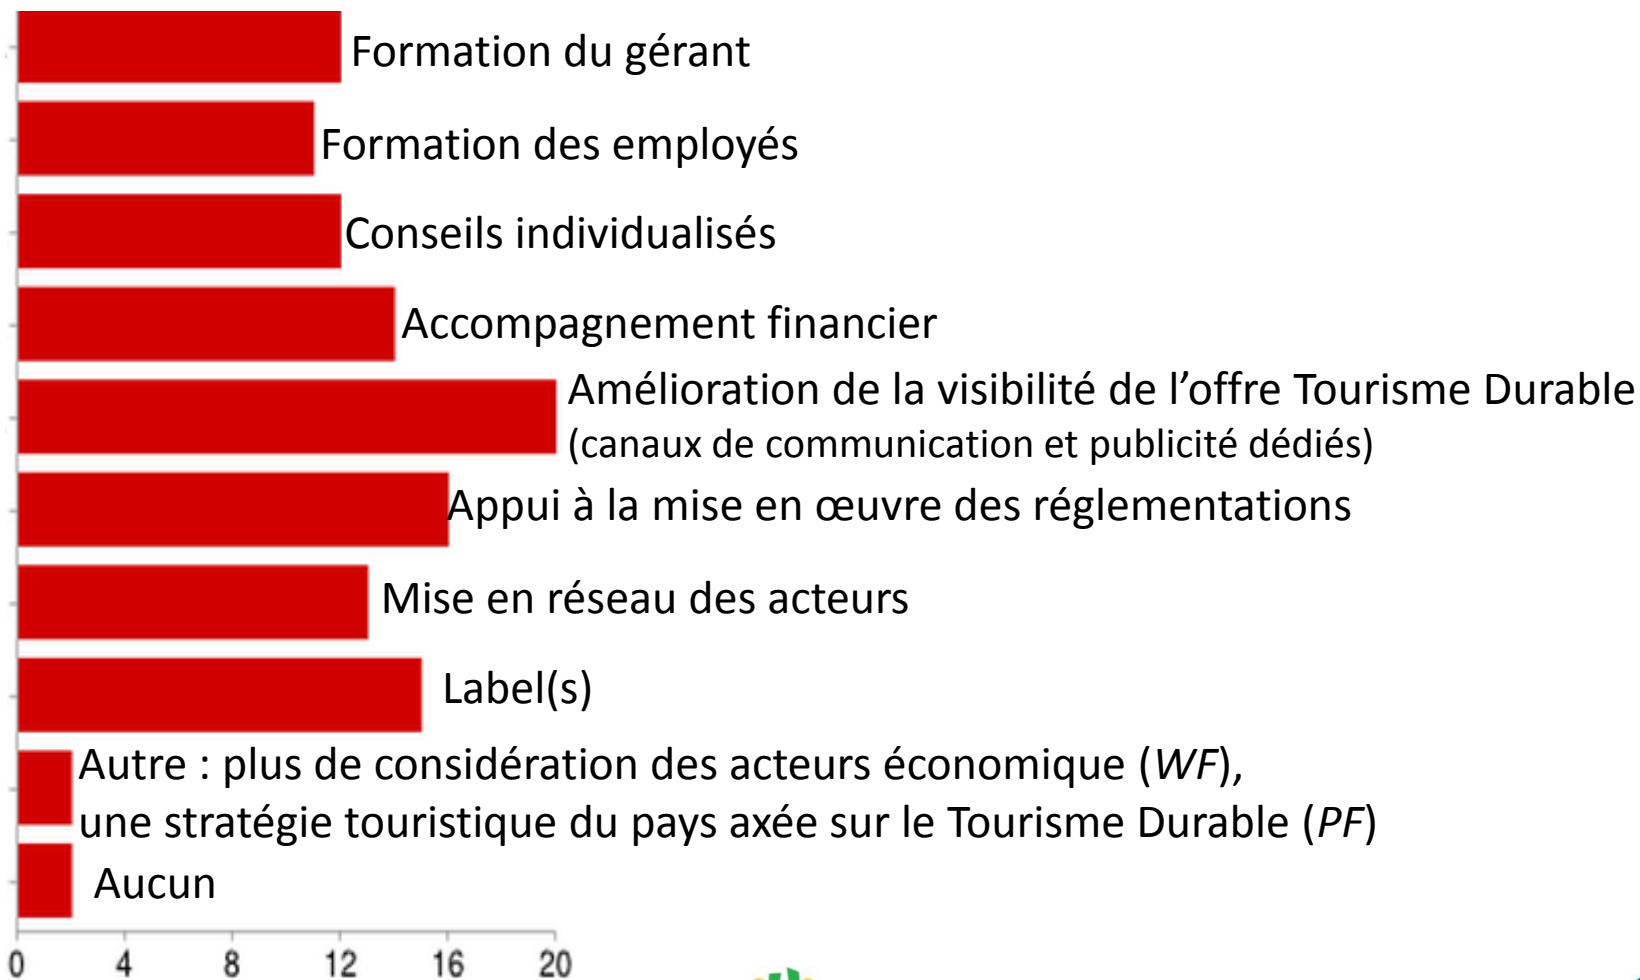 Formation du gérant
Formation des employés
Conseils individualisés
Accompagnement financier
Amélioration de la visibilité de l’offre Tourisme Durable
(canaux de communication et publicité dédiés)
Appui à la mise en œuvre des réglementations
Mise en réseau des acteurs
Label(s)
Autre : plus de considération des acteurs économique (WF),
une stratégie touristique du pays axée sur le Tourisme Durable (PF)
Aucun
0 4 8 12 16 20